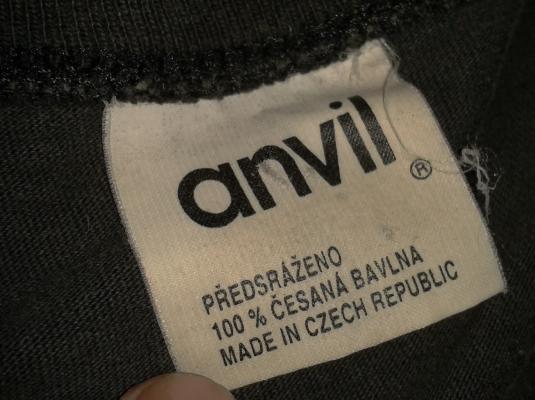 anvil®
PŘEDSRÁŽENO
100 % ČESANÁ BAVLNA
MADE IN CZECH REPUBLIC